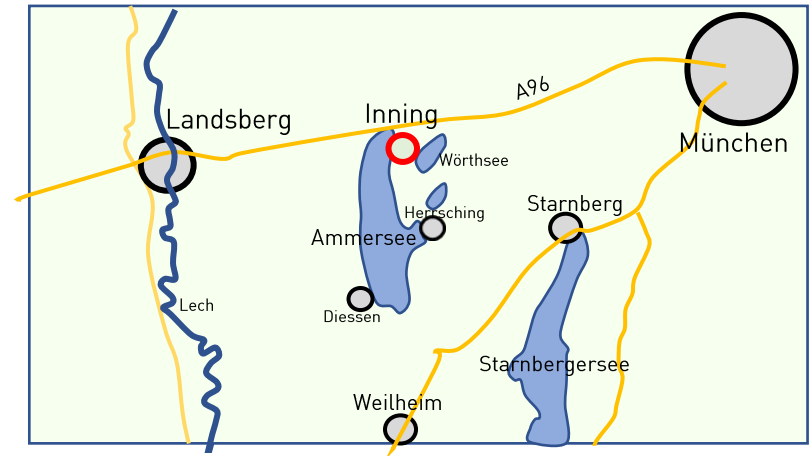 A96
Inning
Landsberg
München
Wörthsee
Starnberg
Herrsching
Ammersee
Lech
Diessen
Starnbergersee
Weilheim